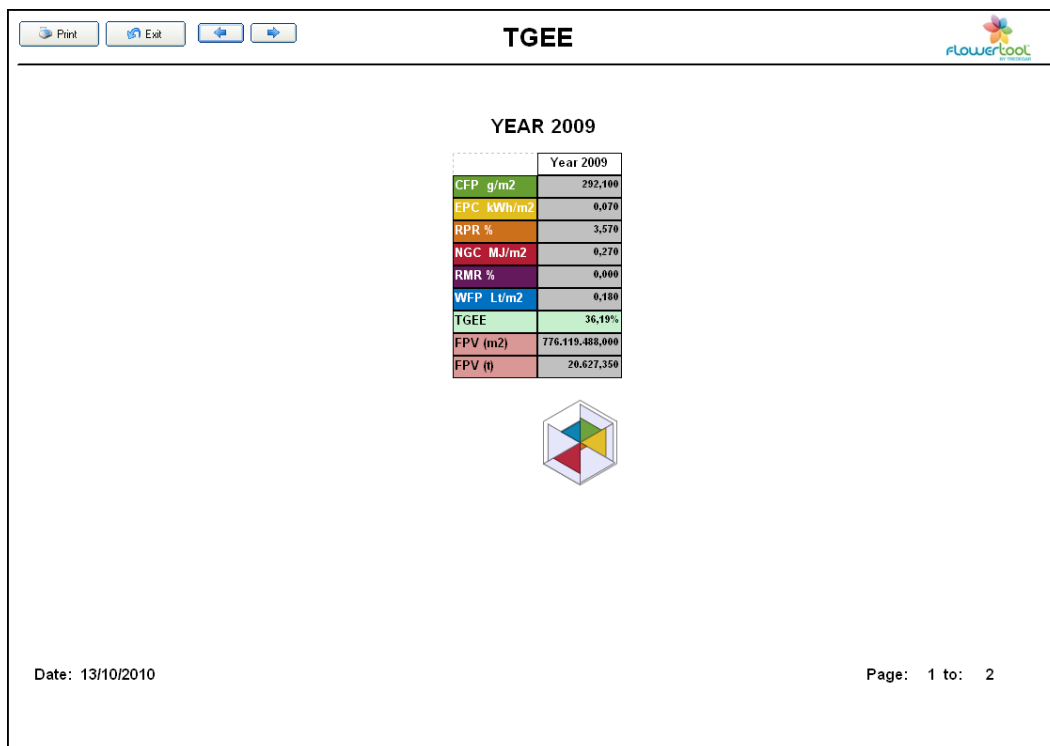 Print Exit TGEE
FLOWERtool
BY TREDEGAR
YEAR 2009
Year 2009
CFP g/m2 292,100
EPC kWh/m2 0,070
RPR % 3,570
NGC MJ/m2 0,270
RMR % 0,000
WFP Lt/m2 0,180
TGEE 36,19%
FPV (m2) 776.119.488,000
FPV (t) 20.627,350
Date: 13/10/2010 Page: 1 to: 2